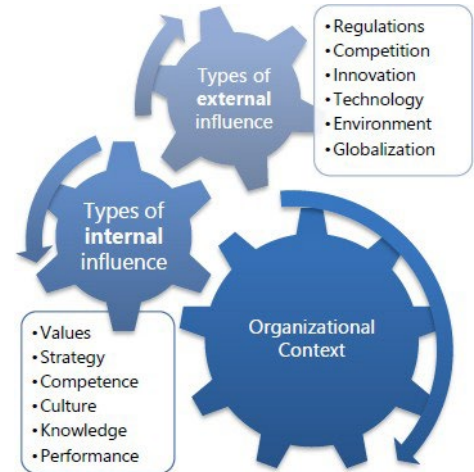 Types of
external
influence
• Regulations
• Competition
• Innovation
• Technology
• Environment
• Globalization
Types of
internal
influence
• Values
• Strategy
• Competence
• Culture
• Knowledge
• Performance
Organizational
Context